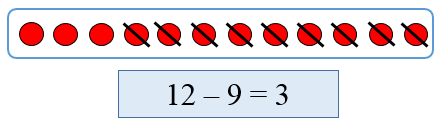 12 – 9 = 3